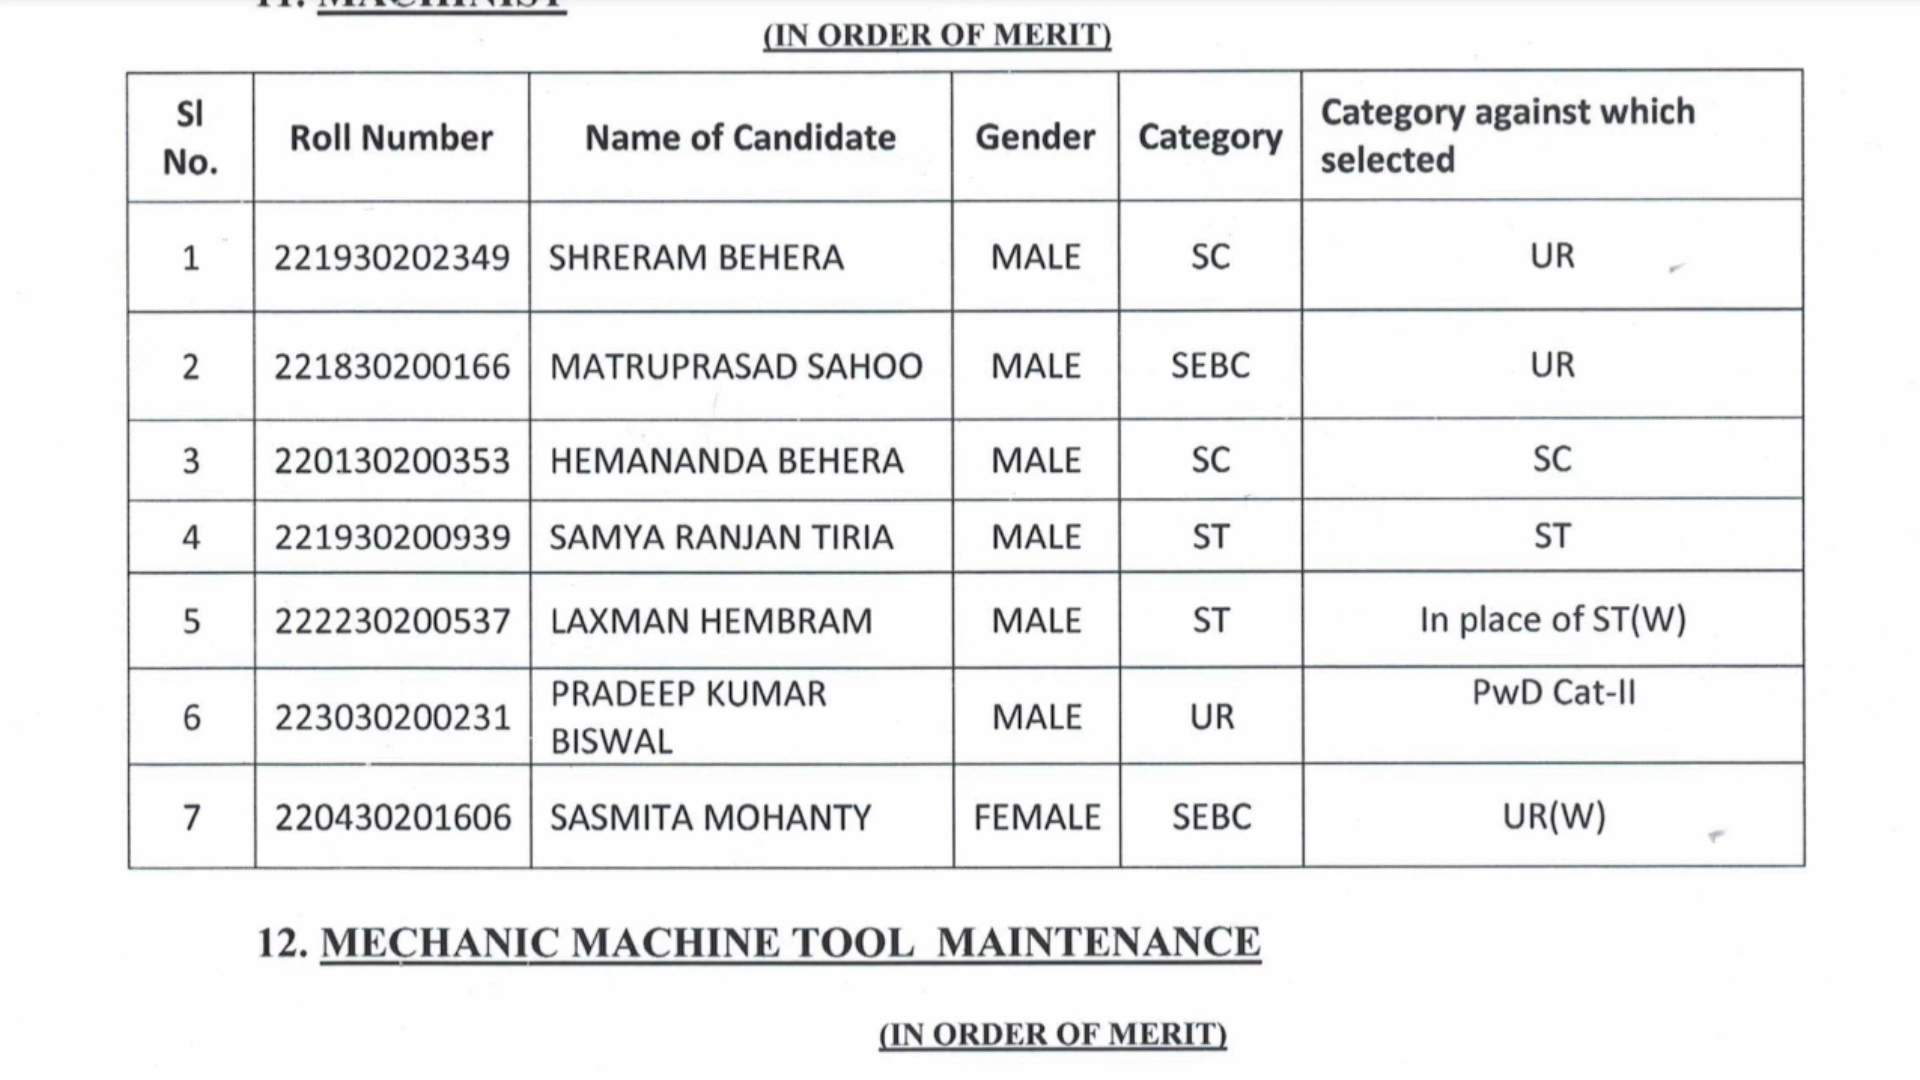 11. MACHINIST
(IN ORDER OF MERIT)
Sl No. Roll Number Name of Candidate Gender Category Category against which selected
1 221930202349 SHRERAM BEHERA MALE SC UR
2 221830200166 MATRUPRASAD SAHOO MALE SEBC UR
3 220130200353 HEMANANDA BEHERA MALE SC SC
4 221930200939 SAMYA RANJAN TIRIA MALE ST ST
5 222230200537 LAXMAN HEMBRAM MALE ST In place of ST(W)
6 223030200231 PRADEEP KUMAR BISWAL MALE UR PwD Cat-II
7 220430201606 SASMITA MOHANTY FEMALE SEBC UR(W)
12. MECHANIC MACHINE TOOL MAINTENANCE
(IN ORDER OF MERIT)